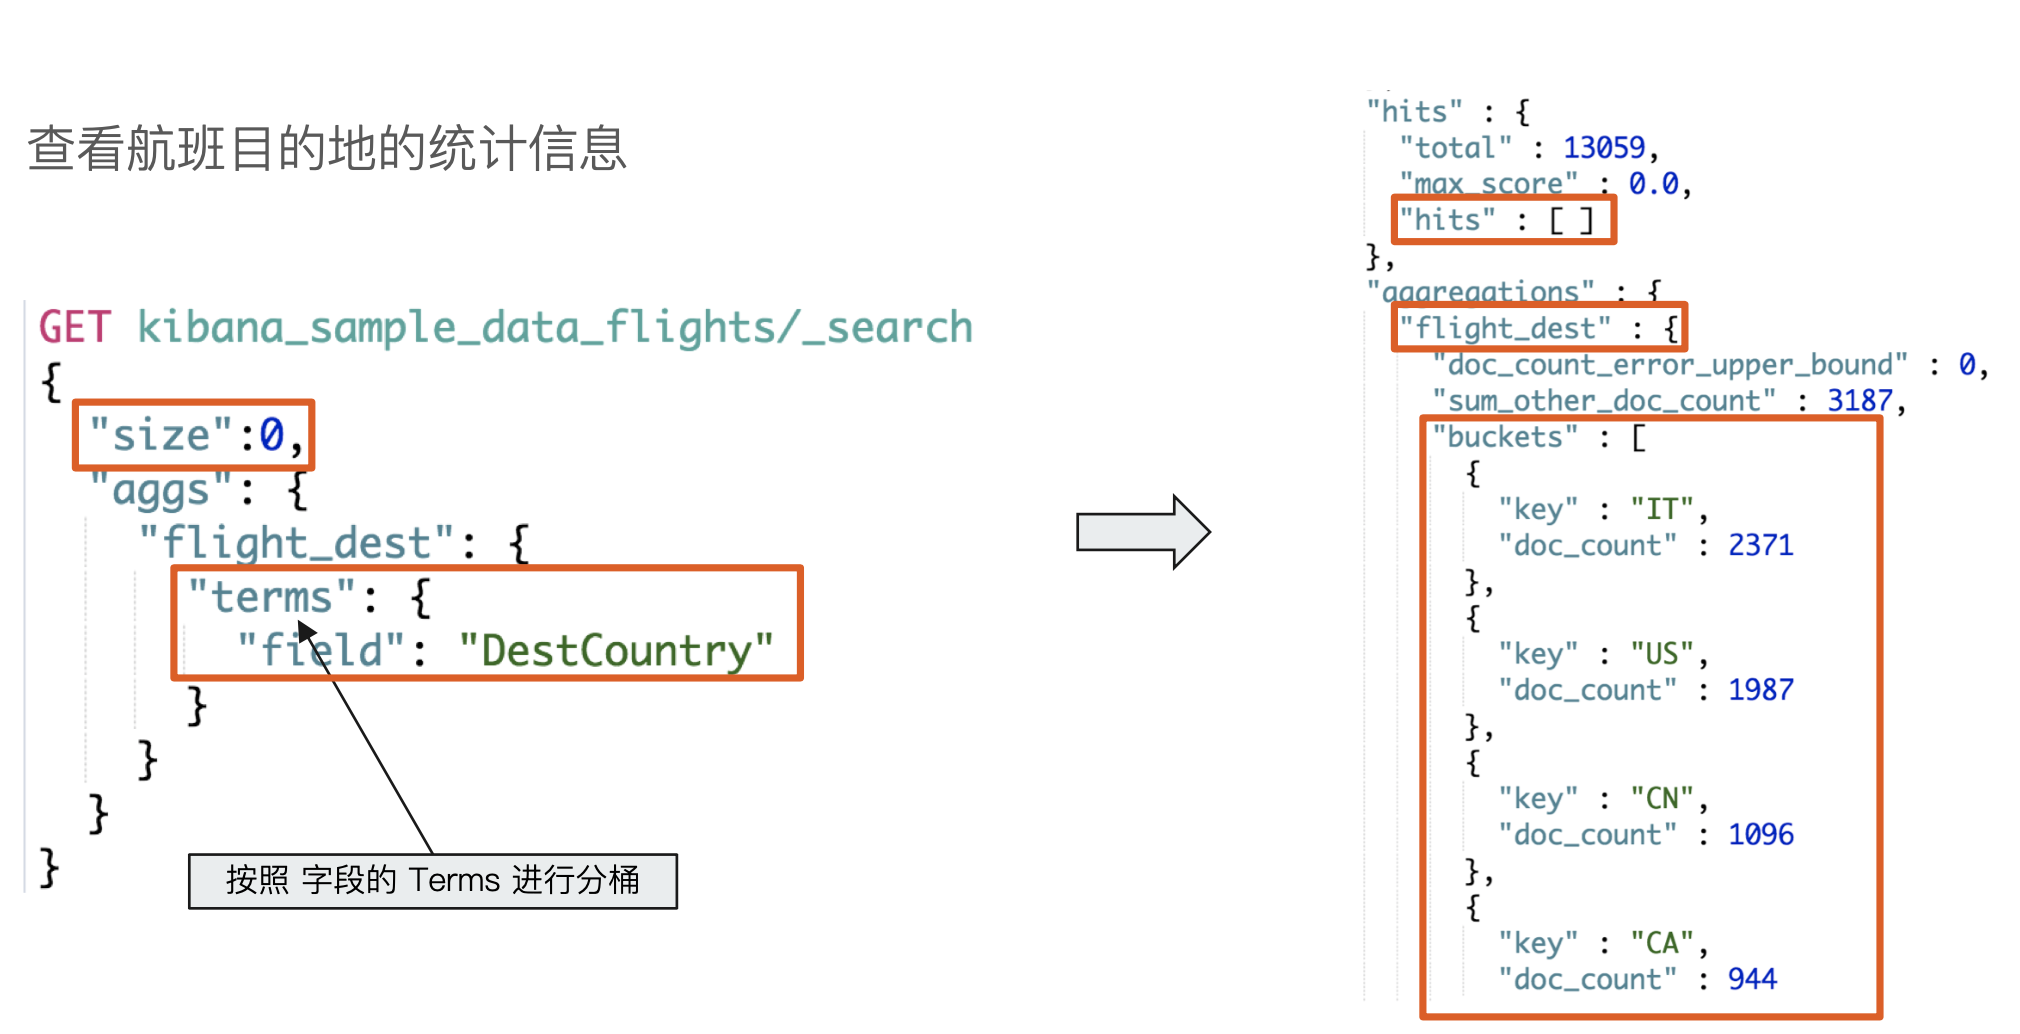 查看航班目的地的统计信息
GET kibana_sample_data_flights/_search
{
"size":0,
"aggs": {
"flight_dest": {
"terms": {
"field": "DestCountry"
}
}
}
}
按照 字段的 Terms 进行分桶
"hits" : {
"total" : 13059,
"max_score" : 0.0,
"hits" : [ ]
},
"aggregations" : {
"flight_dest" : {
"doc_count_error_upper_bound" : 0,
"sum_other_doc_count" : 3187,
"buckets" : [
{
"key" : "IT",
"doc_count" : 2371
},
{
"key" : "US",
"doc_count" : 1987
},
{
"key" : "CN",
"doc_count" : 1096
},
{
"key" : "CA",
"doc_count" : 944